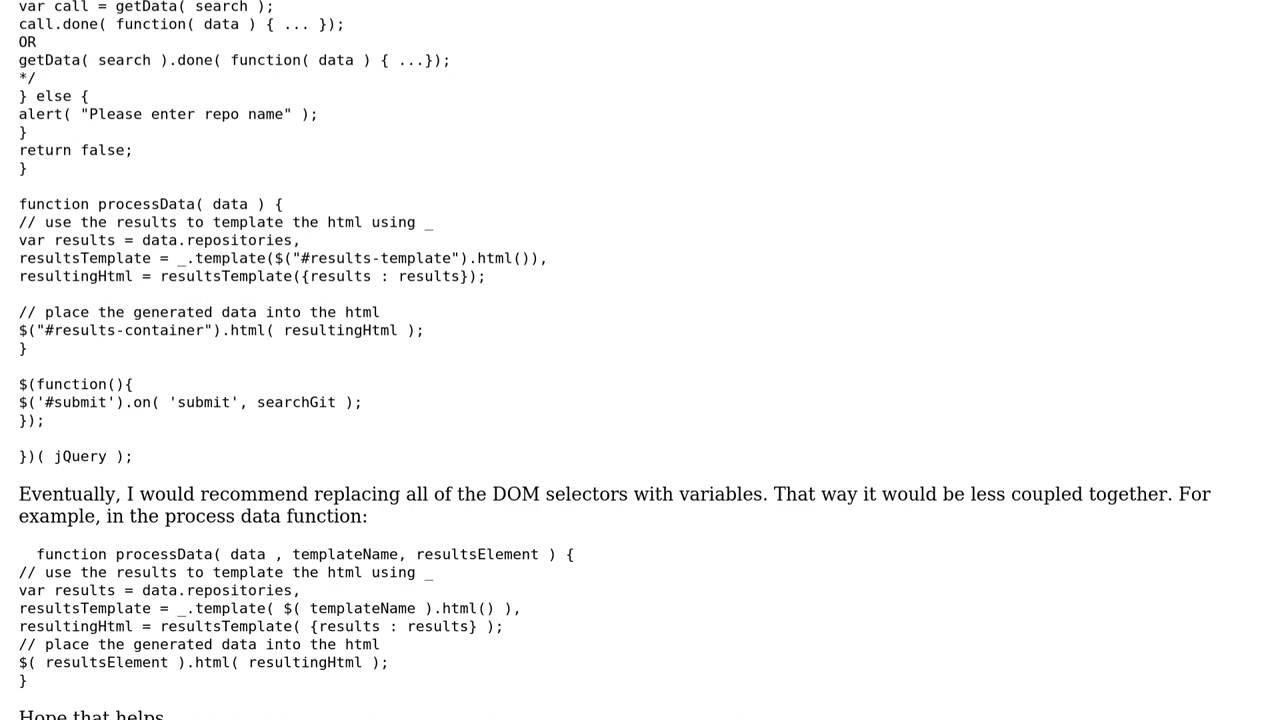 var call = getData( search );
call.done( function( data ) { ... });
OR
getData( search ).done( function( data ) { ...});
*/
} else {
alert( "Please enter repo name" );
}
return false;
}

function processData( data ) {
// use the results to template the html using _
var results = data.repositories,
resultsTemplate = _.template($("#results-template").html()),
resultingHtml = resultsTemplate({results : results});

// place the generated data into the html
$("#results-container").html( resultingHtml );
}

$(function(){
$('#submit').on( 'submit', searchGit );
});

})( jQuery );

Eventually, I would recommend replacing all of the DOM selectors with variables. That way it would be less coupled together. For
example, in the process data function:

  function processData( data , templateName, resultsElement ) {
// use the results to template the html using _
var results = data.repositories,
resultsTemplate = _.template( $( templateName ).html() ),
resultingHtml = resultsTemplate( {results : results} );
// place the generated data into the html
$( resultsElement ).html( resultingHtml );
}

Hope that helps